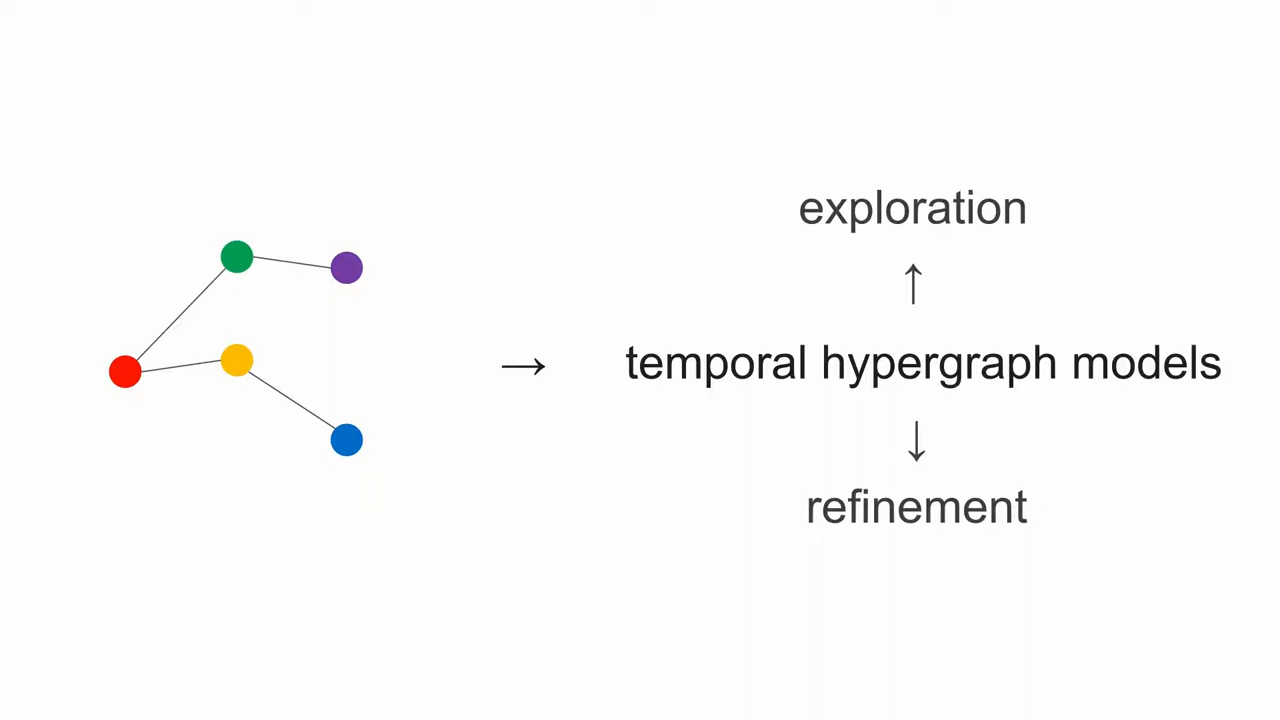 exploration
↑
→ temporal hypergraph models
↓
refinement